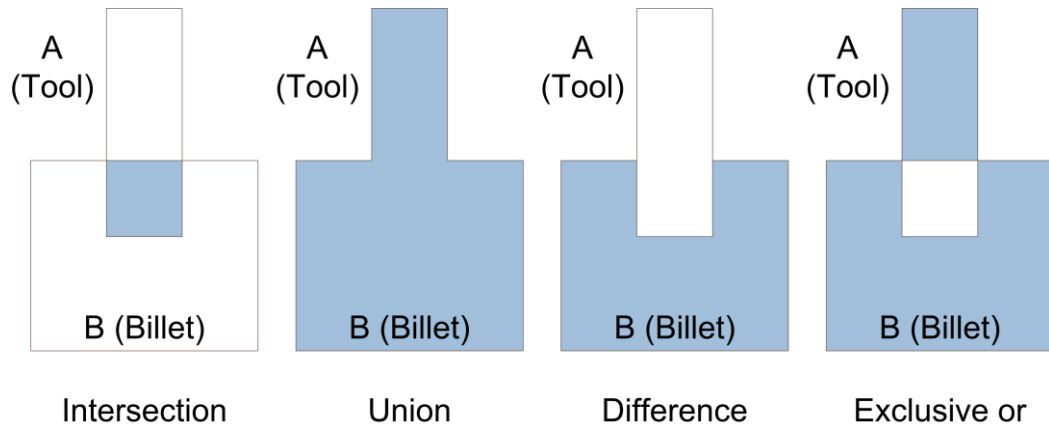 A
(Tool)
B (Billet)
Intersection
A
(Tool)
B (Billet)
Union
A
(Tool)
B (Billet)
Difference
A
(Tool)
B (Billet)
Exclusive or